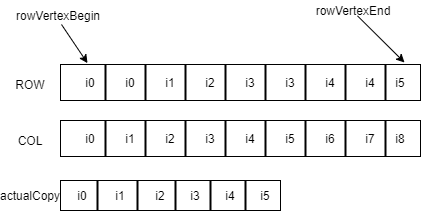 rowVertexBegin
rowVertexEnd
ROW i0 i0 i1 i2 i3 i3 i4 i4 i5
COL i0 i1 i2 i3 i4 i5 i6 i7 i8
actualCopy i0 i1 i2 i3 i4 i5